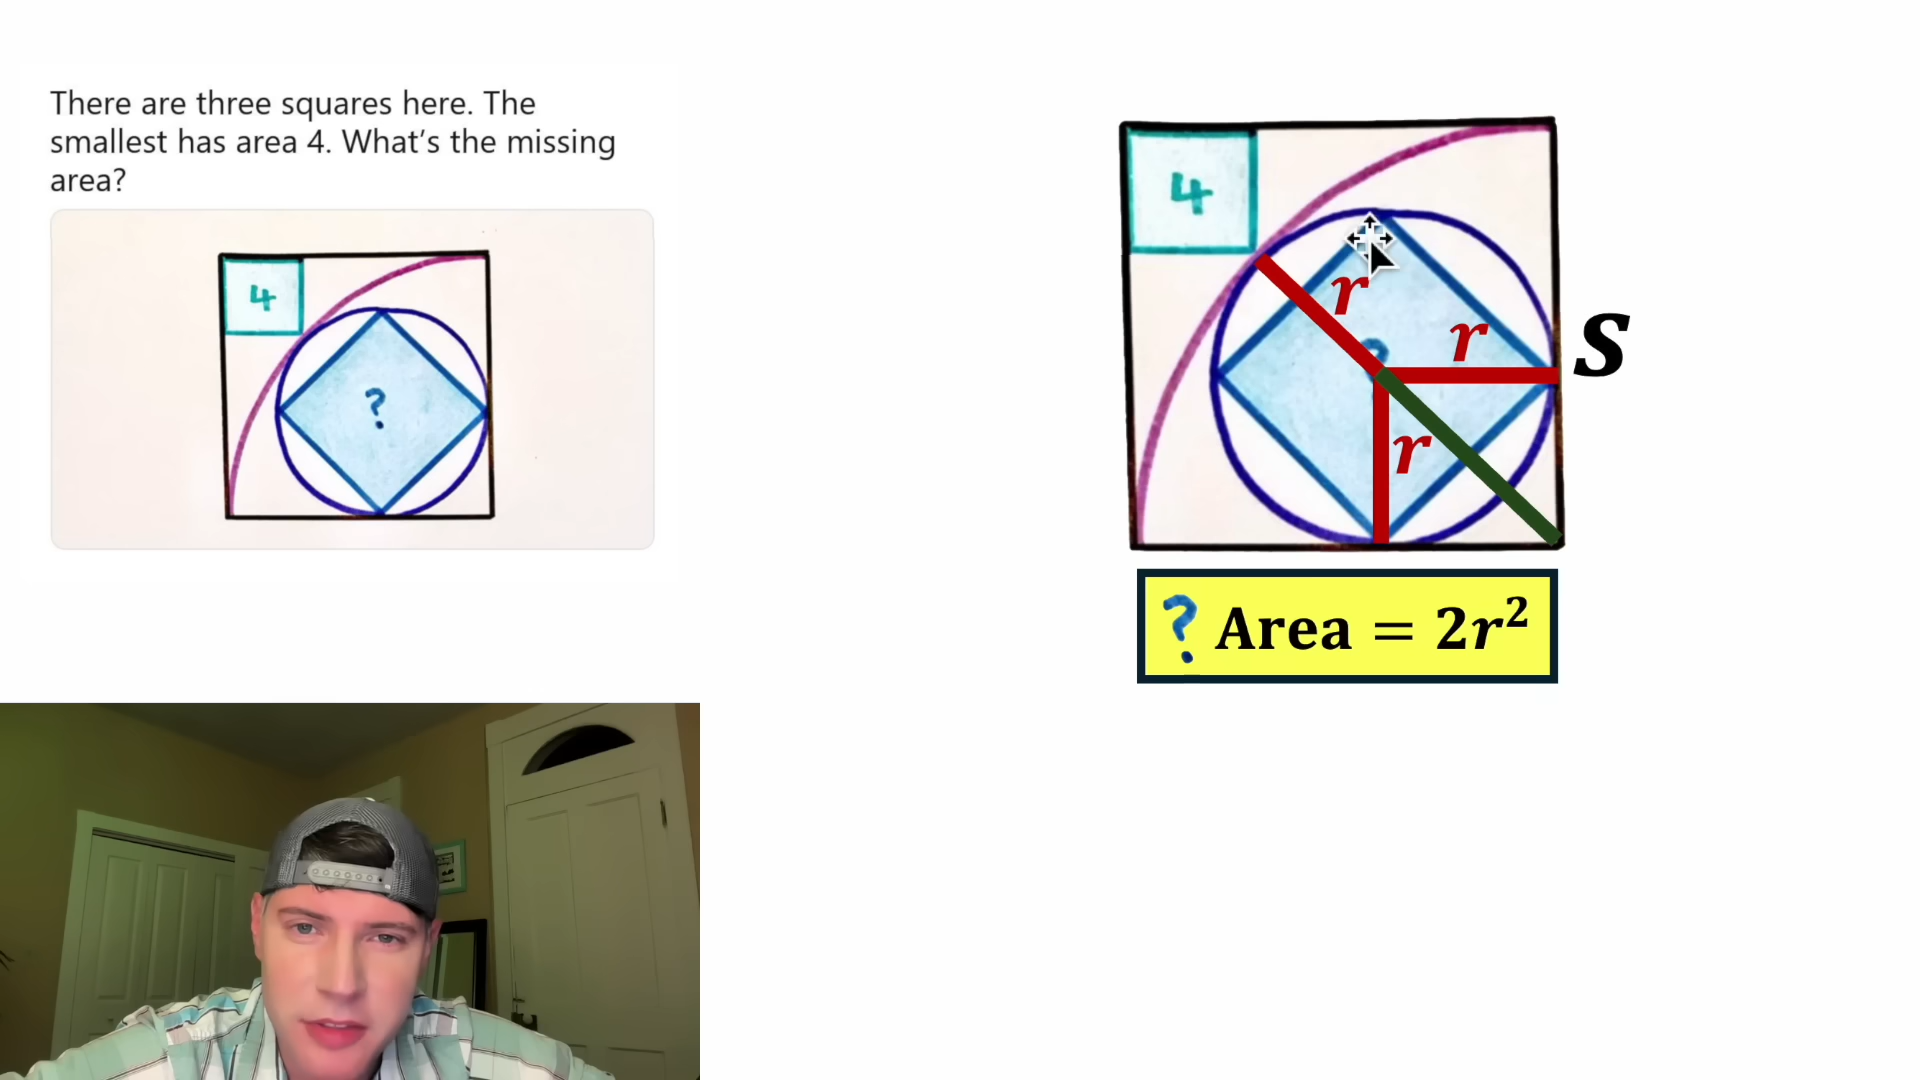 There are three squares here. The
smallest has area 4. What's the missing
area?
4
?
4
?
r
r
r
s
? Area = 2r²